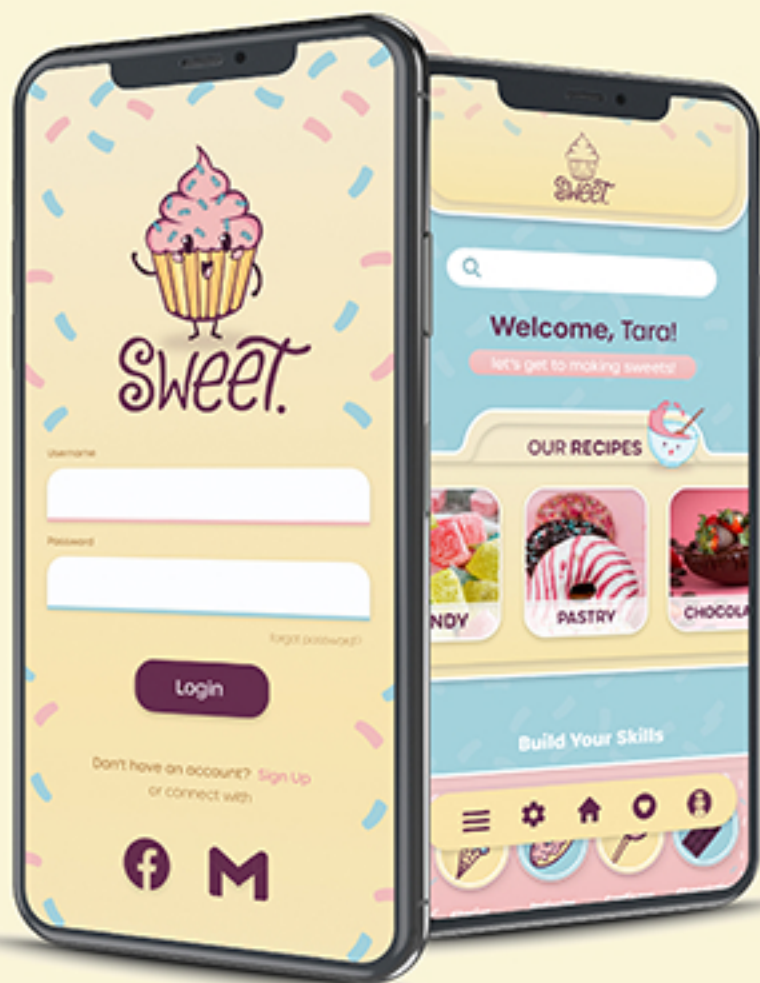 Sweet.
Username
Password
forgot password?
Login
Don't have an account? Sign Up
or connect with
Sweet.
Welcome, Tara!
let's get to making sweets!
OUR RECIPES
NDY
PASTRY
CHOCOLA
Build Your Skills